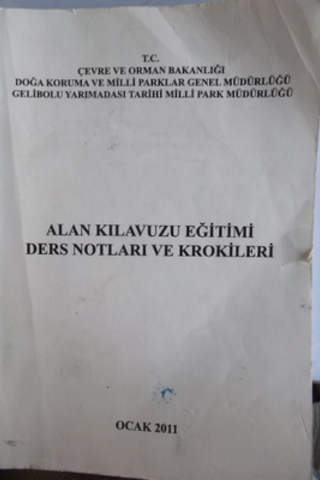 T.C.
ÇEVRE VE ORMAN BAKANLIĞI
DOĞA KORUMA VE MİLLİ PARKLAR GENEL MÜDÜRLÜĞÜ
GELİBOLU YARIMADASI TARİHİ MİLLİ PARK MÜDÜRLÜĞÜ
ALAN KILAVUZU EĞİTİMİ
DERS NOTLARI VE KROKİLERİ
OCAK 2011